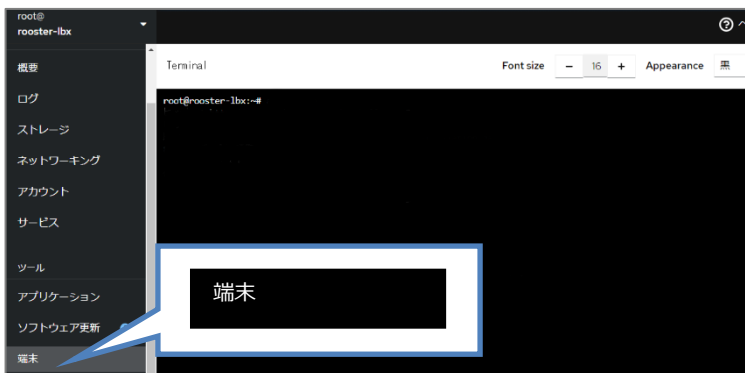 root@
rooster-lbx
概要
ログ
ストレージ
ネットワーキング
アカウント
サービス
ツール
アプリケーション
ソフトウェア更新
端末
Terminal
Font size － 16 + Appearance 黒
root@rooster-lbx:~#
端末